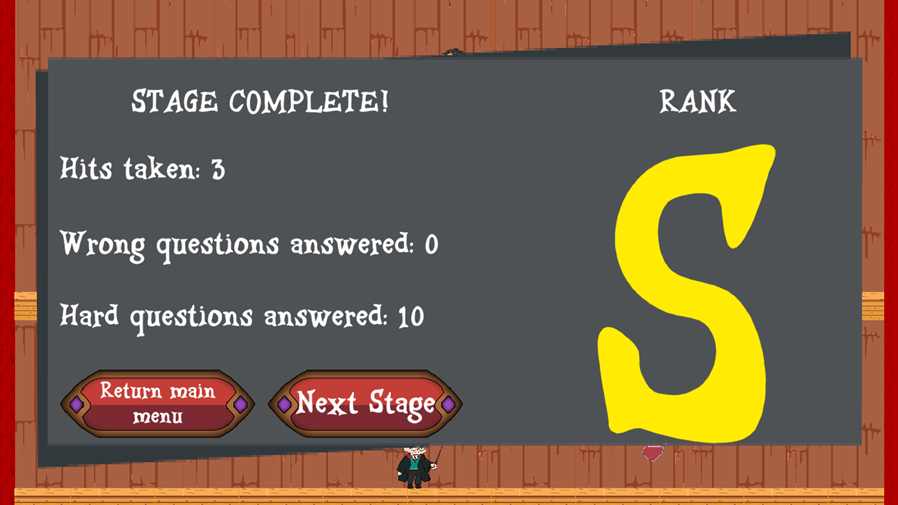 STAGE COMPLETE!
RANK
Hits taken: 3
Wrong questions answered: 0
Hard questions answered: 10
S
Return main
menu
Next Stage